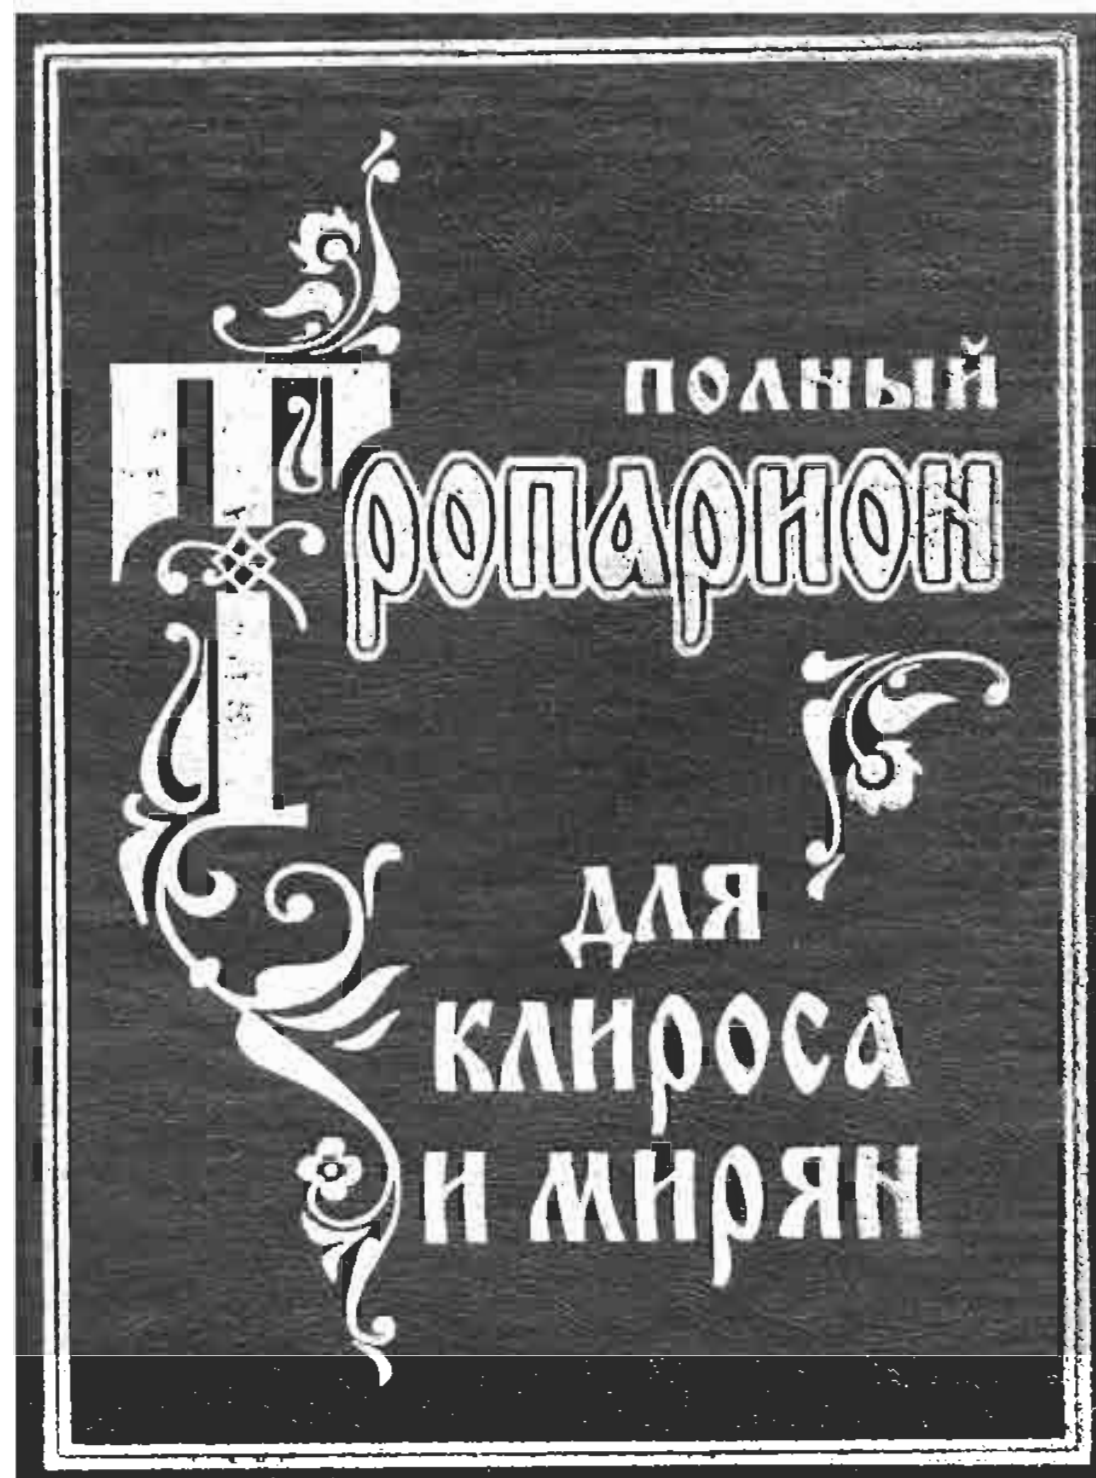 полный
Тропарион
для
клироса
и мирян